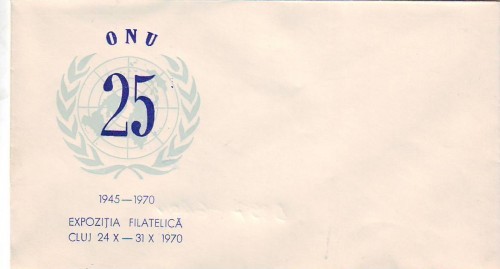 ONU
25
1945—1970
EXPOZIȚIA FILATELICĂ
CLUJ 24 X — 31 X 1970